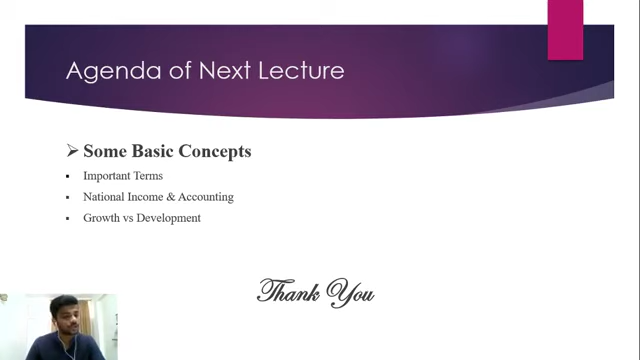 Agenda of Next Lecture
Some Basic Concepts
Important Terms
National Income & Accounting
Growth vs Development
Thank You